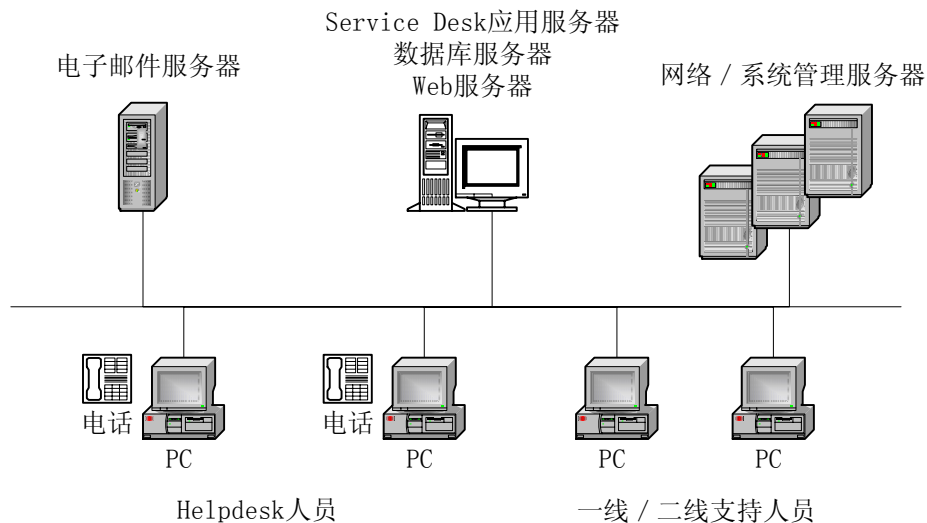 Service Desk应用服务器
数据库服务器
Web服务器
电子邮件服务器
网络／系统管理服务器
电话
电话
PC
PC
PC
PC
Helpdesk人员
一线／二线支持人员